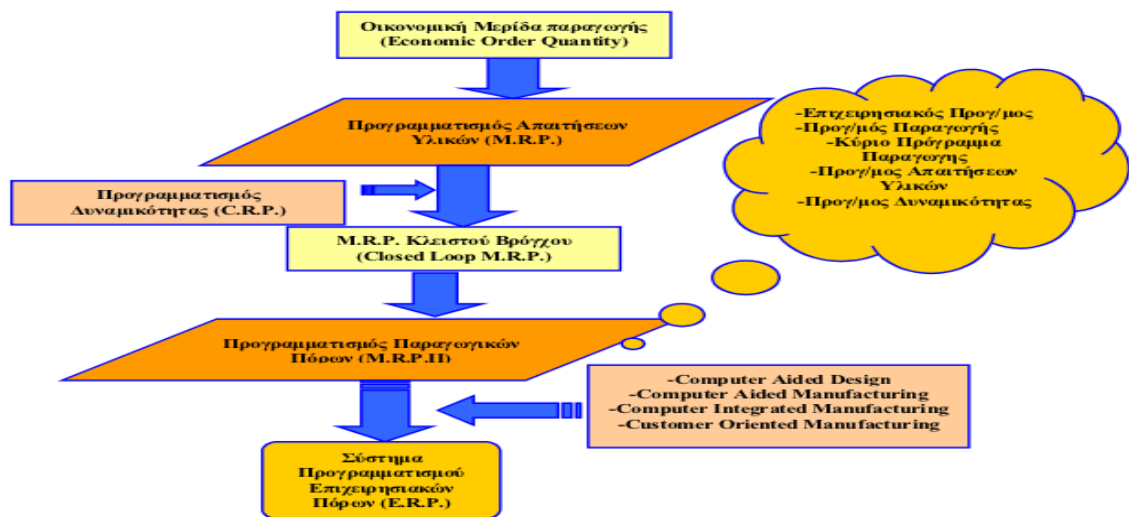 Οικονομική Μερίδα παραγωγής
(Economic Order Quantity)
Προγραμματισμός Απαιτήσεων
Υλικών (M.R.P.)
Προγραμματισμός
Δυναμικότητας (C.R.P.)
M.R.P. Κλειστού Βρόγχου
(Closed Loop M.R.P.)
-Επιχειρησιακός Προγ/μος
-Προγ/μός Παραγωγής
-Κύριο Πρόγραμμα
Παραγωγης
-Προγ/μος Απαιτήσεων
Υλικών
-Προγ/μος Δυναμικότητας
Προγραμματισμός Παραγωγικών
Πόρων (M.R.P.II)
-Computer Aided Design
-Computer Aided Manufacturing
-Computer Integrated Manufacturing
-Customer Oriented Manufacturing
Σύστημα
Προγραμματισμού
Επιχειρησιακών
Πόρων (E.R.P.)